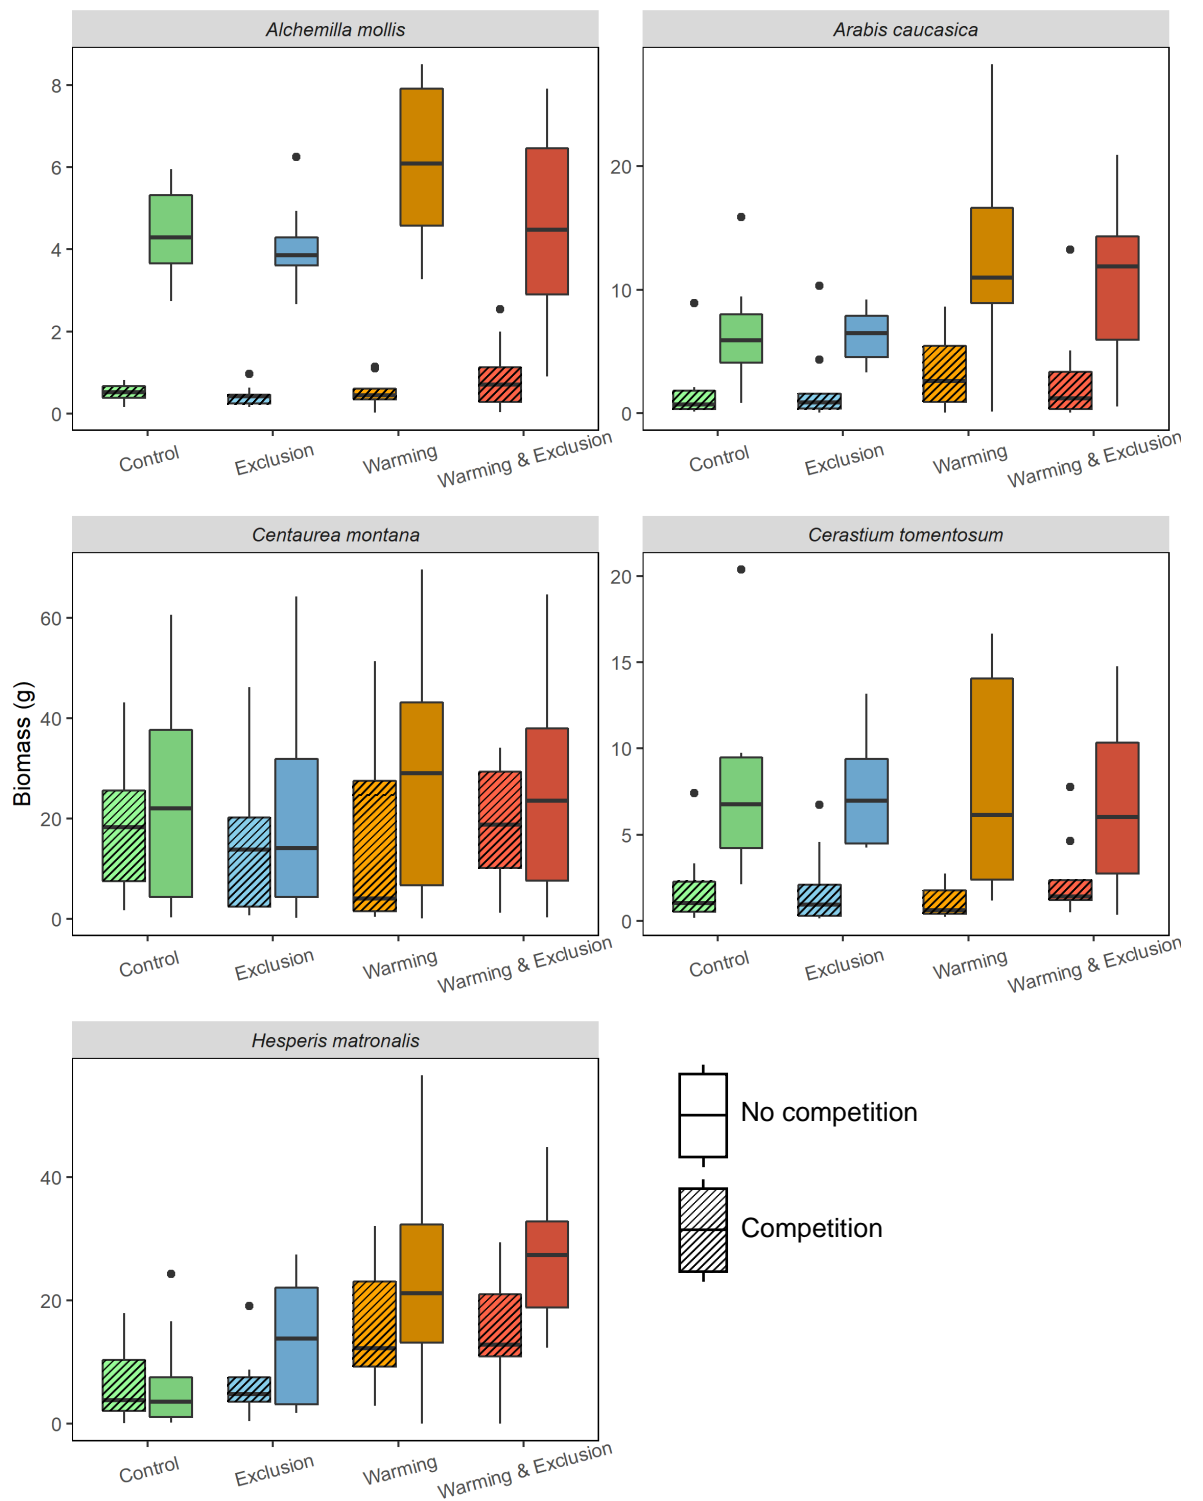 Alchemilla mollis
Arabis caucasica
8
6
4
2
0
20
10
0
Control
Exclusion
Warming
Warming & Exclusion
Control
Exclusion
Warming
Warming & Exclusion
Centaurea montana
Cerastium tomentosum
Biomass (g)
60
40
20
0
20
15
10
5
0
Control
Exclusion
Warming
Warming & Exclusion
Control
Exclusion
Warming
Warming & Exclusion
Hesperis matronalis
40
20
0
Control
Exclusion
Warming
Warming & Exclusion
No competition
Competition